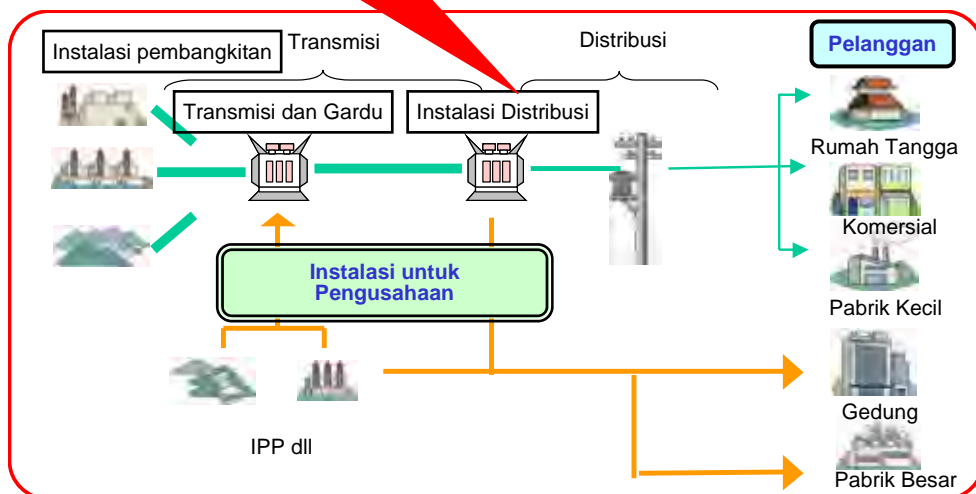 Transmisi
Distribusi
Pelanggan
Instalasi pembangkitan
Transmisi dan Gardu
Instalasi Distribusi
Rumah Tangga
Komersial
Instalasi untuk
Pengusahaan
Pabrik Kecil
Gedung
IPP dll
Pabrik Besar